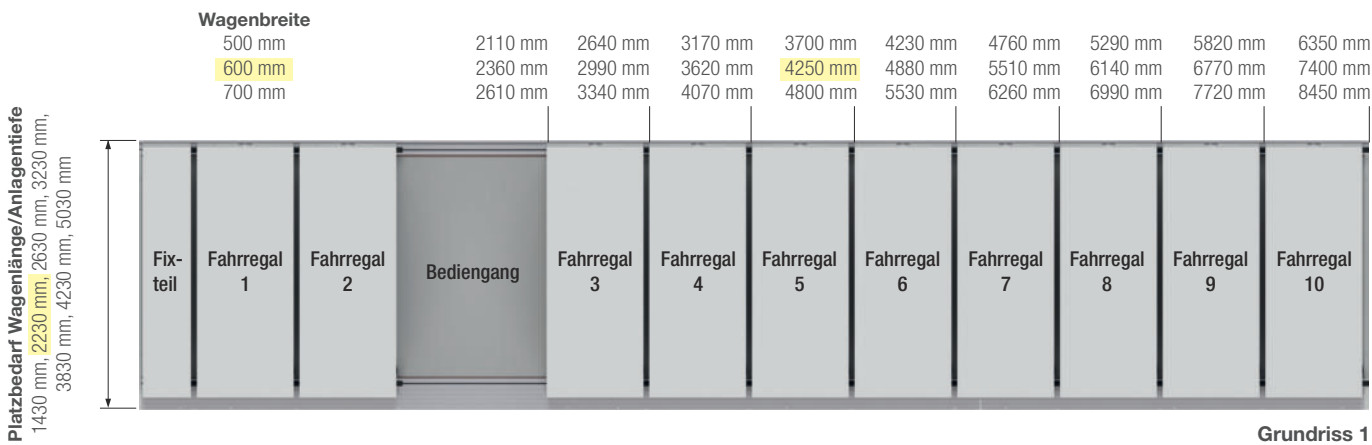 Wagenbreite
500 mm 2110 mm 2640 mm 3170 mm 3700 mm 4230 mm 4760 mm 5290 mm 5820 mm 6350 mm
600 mm 2360 mm 2990 mm 3620 mm 4250 mm 4880 mm 5510 mm 6140 mm 6770 mm 7400 mm
700 mm 2610 mm 3340 mm 4070 mm 4800 mm 5530 mm 6260 mm 6990 mm 7720 mm 8450 mm
Platzbedarf Wagenlänge/Anlagentiefe
1430 mm, 2230 mm, 2630 mm, 3230 mm,
3830 mm, 4230 mm, 5030 mm
Fix-
teil
Fahrregal
1
Fahrregal
2
Bediengang
Fahrregal
3
Fahrregal
4
Fahrregal
5
Fahrregal
6
Fahrregal
7
Fahrregal
8
Fahrregal
9
Fahrregal
10
Grundriss 1